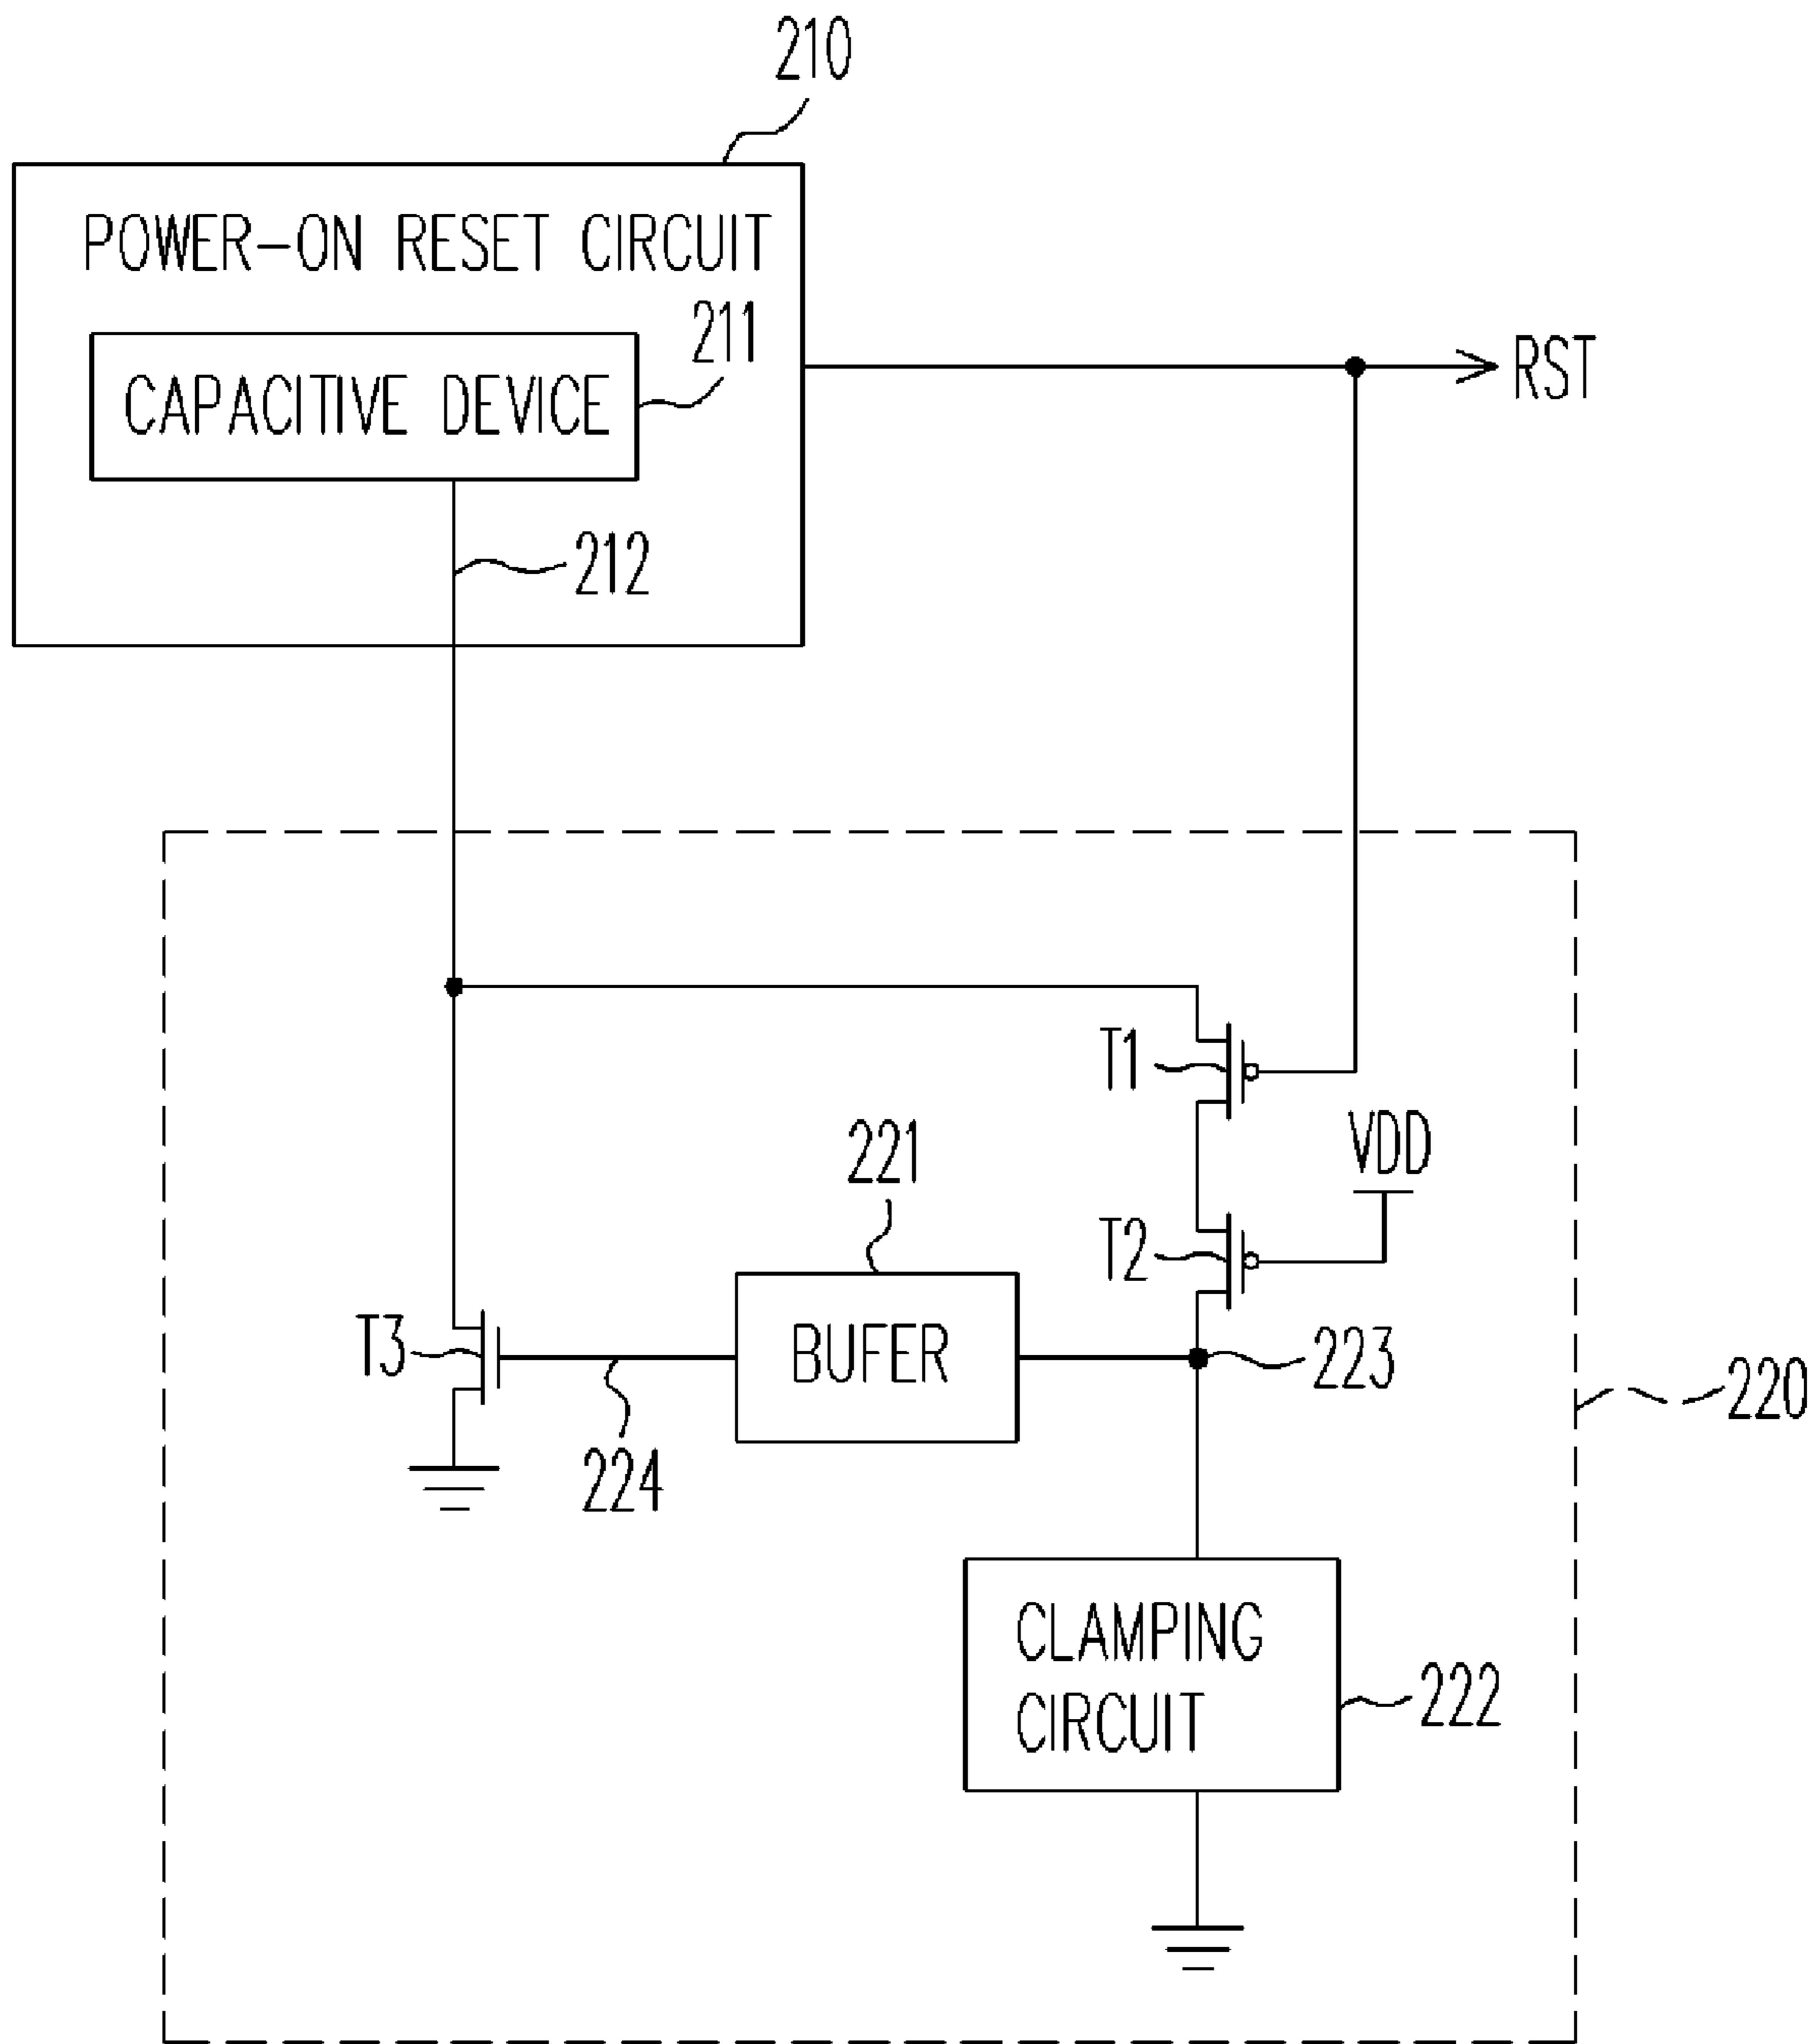 210
POWER-ON RESET CIRCUIT
211
CAPACITIVE DEVICE
RST
212
T1
VDD
221
T2
T3
BUFER
223
220
224
CLAMPING
CIRCUIT
222